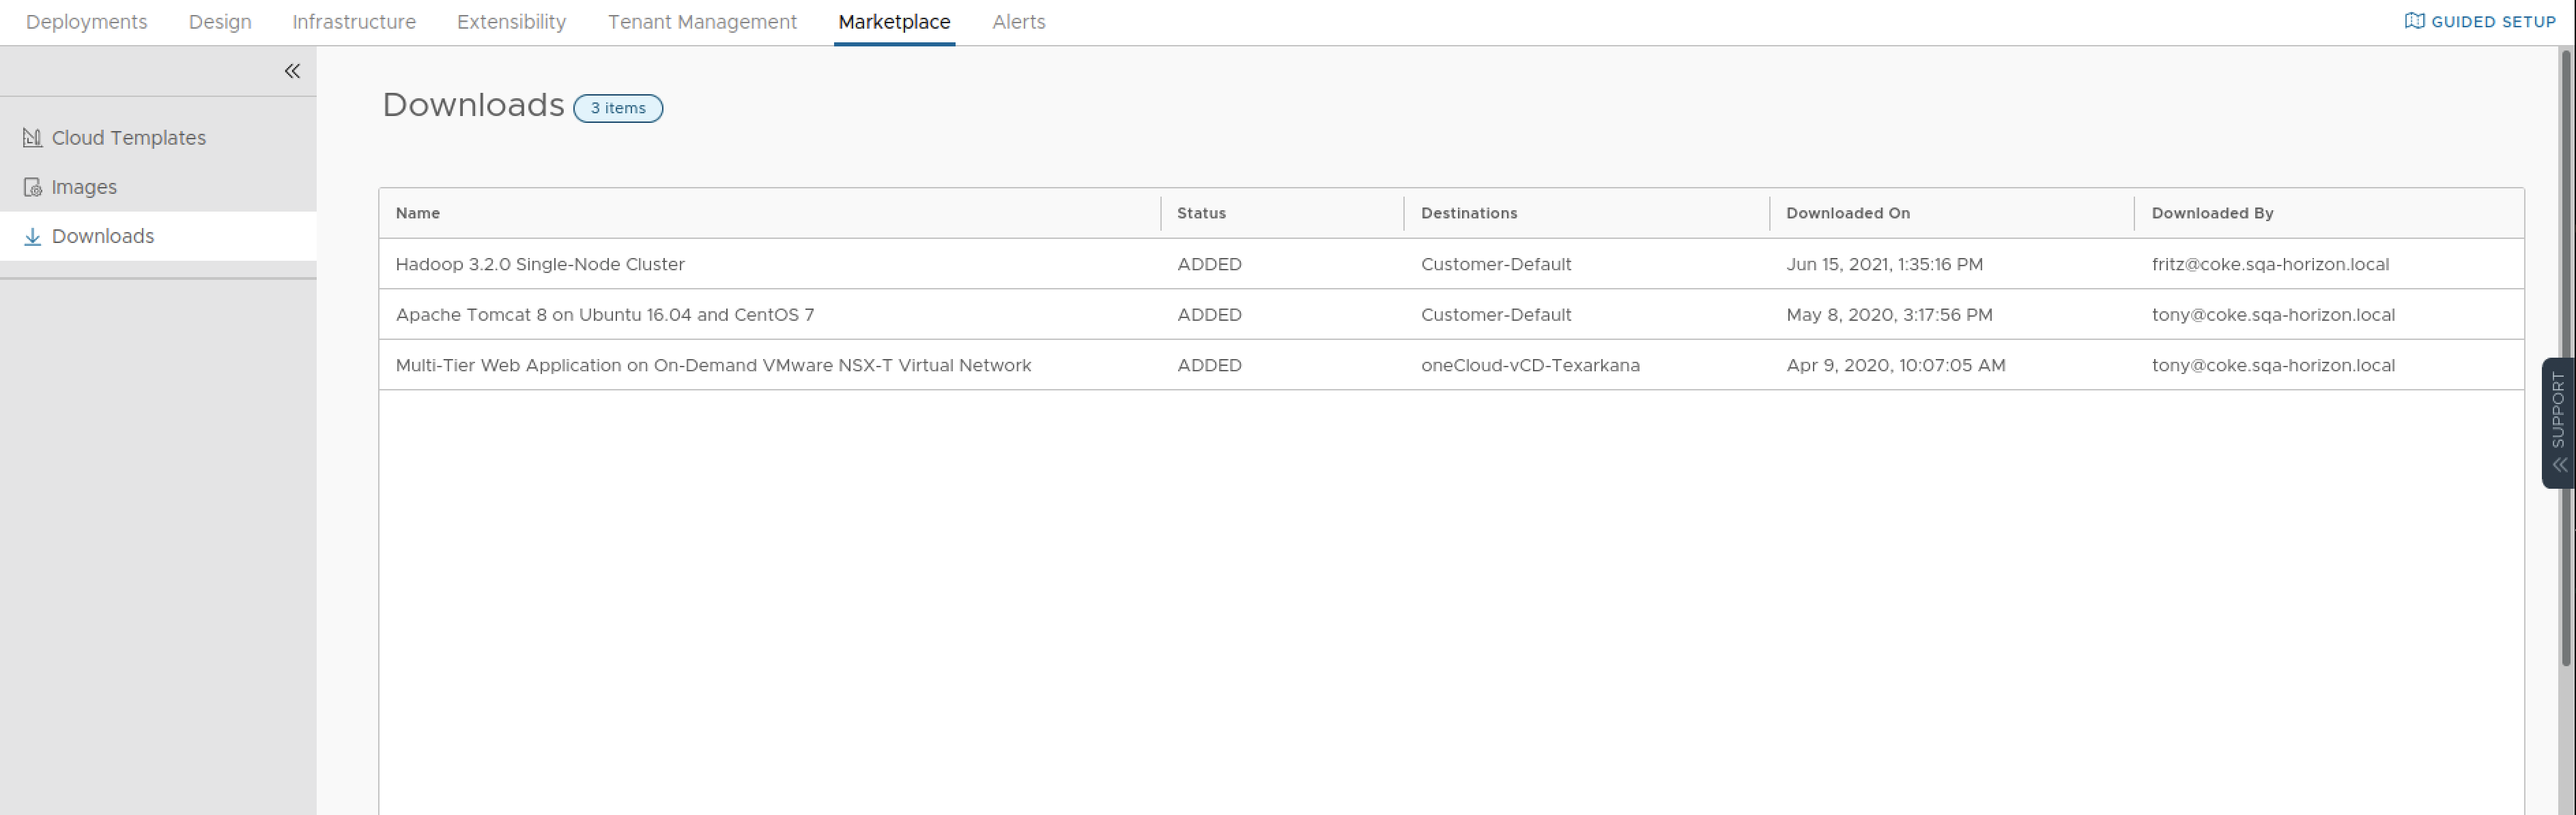 Deployments Design Infrastructure Extensibility Tenant Management Marketplace Alerts GUIDED SETUP
Cloud Templates
Images
Downloads
Downloads 3 items
Name Status Destinations Downloaded On Downloaded By
Hadoop 3.2.0 Single-Node Cluster ADDED Customer-Default Jun 15, 2021, 1:35:16 PM fritz@coke.sqa-horizon.local
Apache Tomcat 8 on Ubuntu 16.04 and CentOS 7 ADDED Customer-Default May 8, 2020, 3:17:56 PM tony@coke.sqa-horizon.local
Multi-Tier Web Application on On-Demand VMware NSX-T Virtual Network ADDED oneCloud-vCD-Texarkana Apr 9, 2020, 10:07:05 AM tony@coke.sqa-horizon.local
SUPPORT